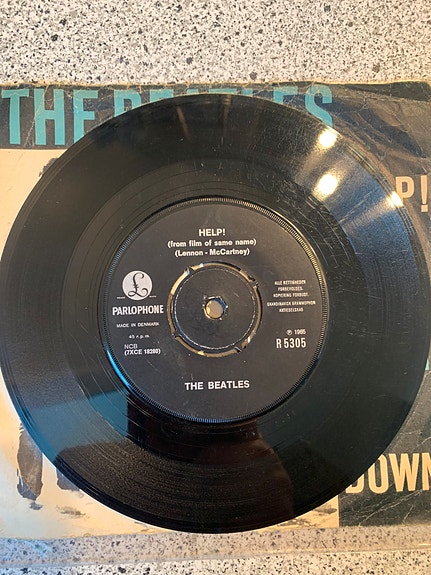 THE BEATLES
P!
HELP!
(from film of same name)
(Lennon - McCartney)
£
PARLOPHONE
MADE IN DENMARK
45 r.p.m.
NCB
(7XCE 18280)
ALLE RETTIGHEDER
FORBEHOLDES.
KOPIERING FORBUDT.
SKANDINAVISK GRAMMOPHON
AKTIESELSKAB
℗ 1965
R 5305
THE BEATLES
DOWN